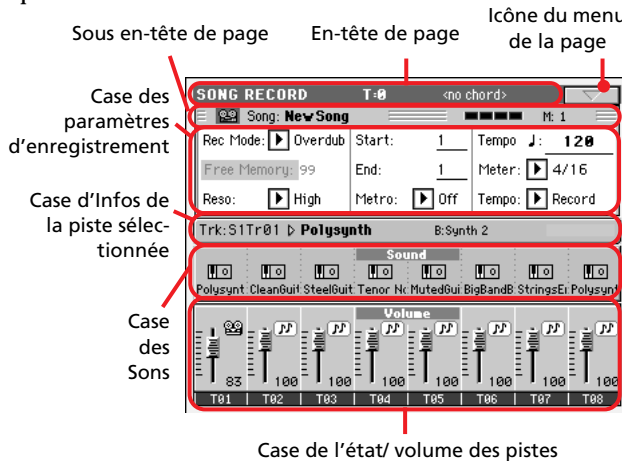 Icône du menu
de la page
Sous en-tête de page
En-tête de page
SONG RECORD T:0 <no chord>
Song: New Song M: 1
Case des
paramètres
d'enregistrement
Rec Mode: Overdub Start: 1 Tempo ♩: 120
Free Memory: 99 End: 1 Meter: 4/16
Reso: High Metro: Off Tempo: Record
Case d'Infos de
la piste sélec-
tionnée
Trk:S1Tr01 ▷ Polysynth B:Synth 2
Sound
Polysynt CleanGuit SteelGuit Tenor No MutedGui BigBandB StringsEn Polysynt
Case
des
Sons
Volume
83 100 100 100 100 100 100 100
T01 T02 T03 T04 T05 T06 T07 T08
Case de l'état/ volume des pistes